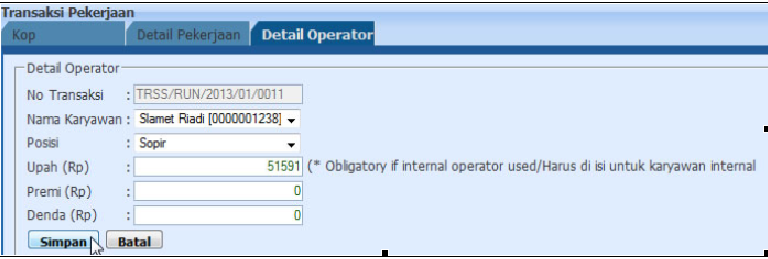 Transaksi Pekerjaan
Kop Detail Pekerjaan Detail Operator
Detail Operator
No Transaksi : TRSS/RUN/2013/01/0011
Nama Karyawan : Slamet Riadi [0000001238]
Posisi : Sopir
Upah (Rp) : 51591 (* Obligatory if internal operator used/Harus di isi untuk karyawan internal
Premi (Rp) : 0
Denda (Rp) : 0
Simpan Batal